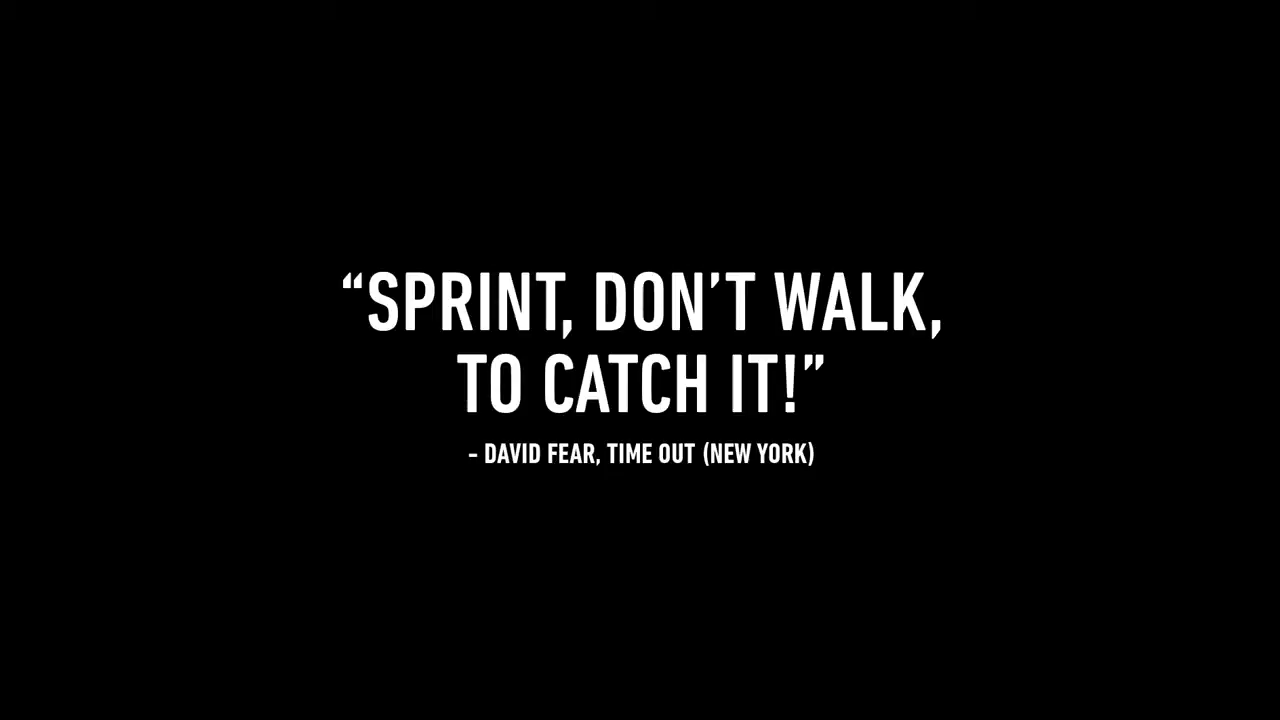 “SPRINT, DON’T WALK,
TO CATCH IT!”
– DAVID FEAR, TIME OUT (NEW YORK)